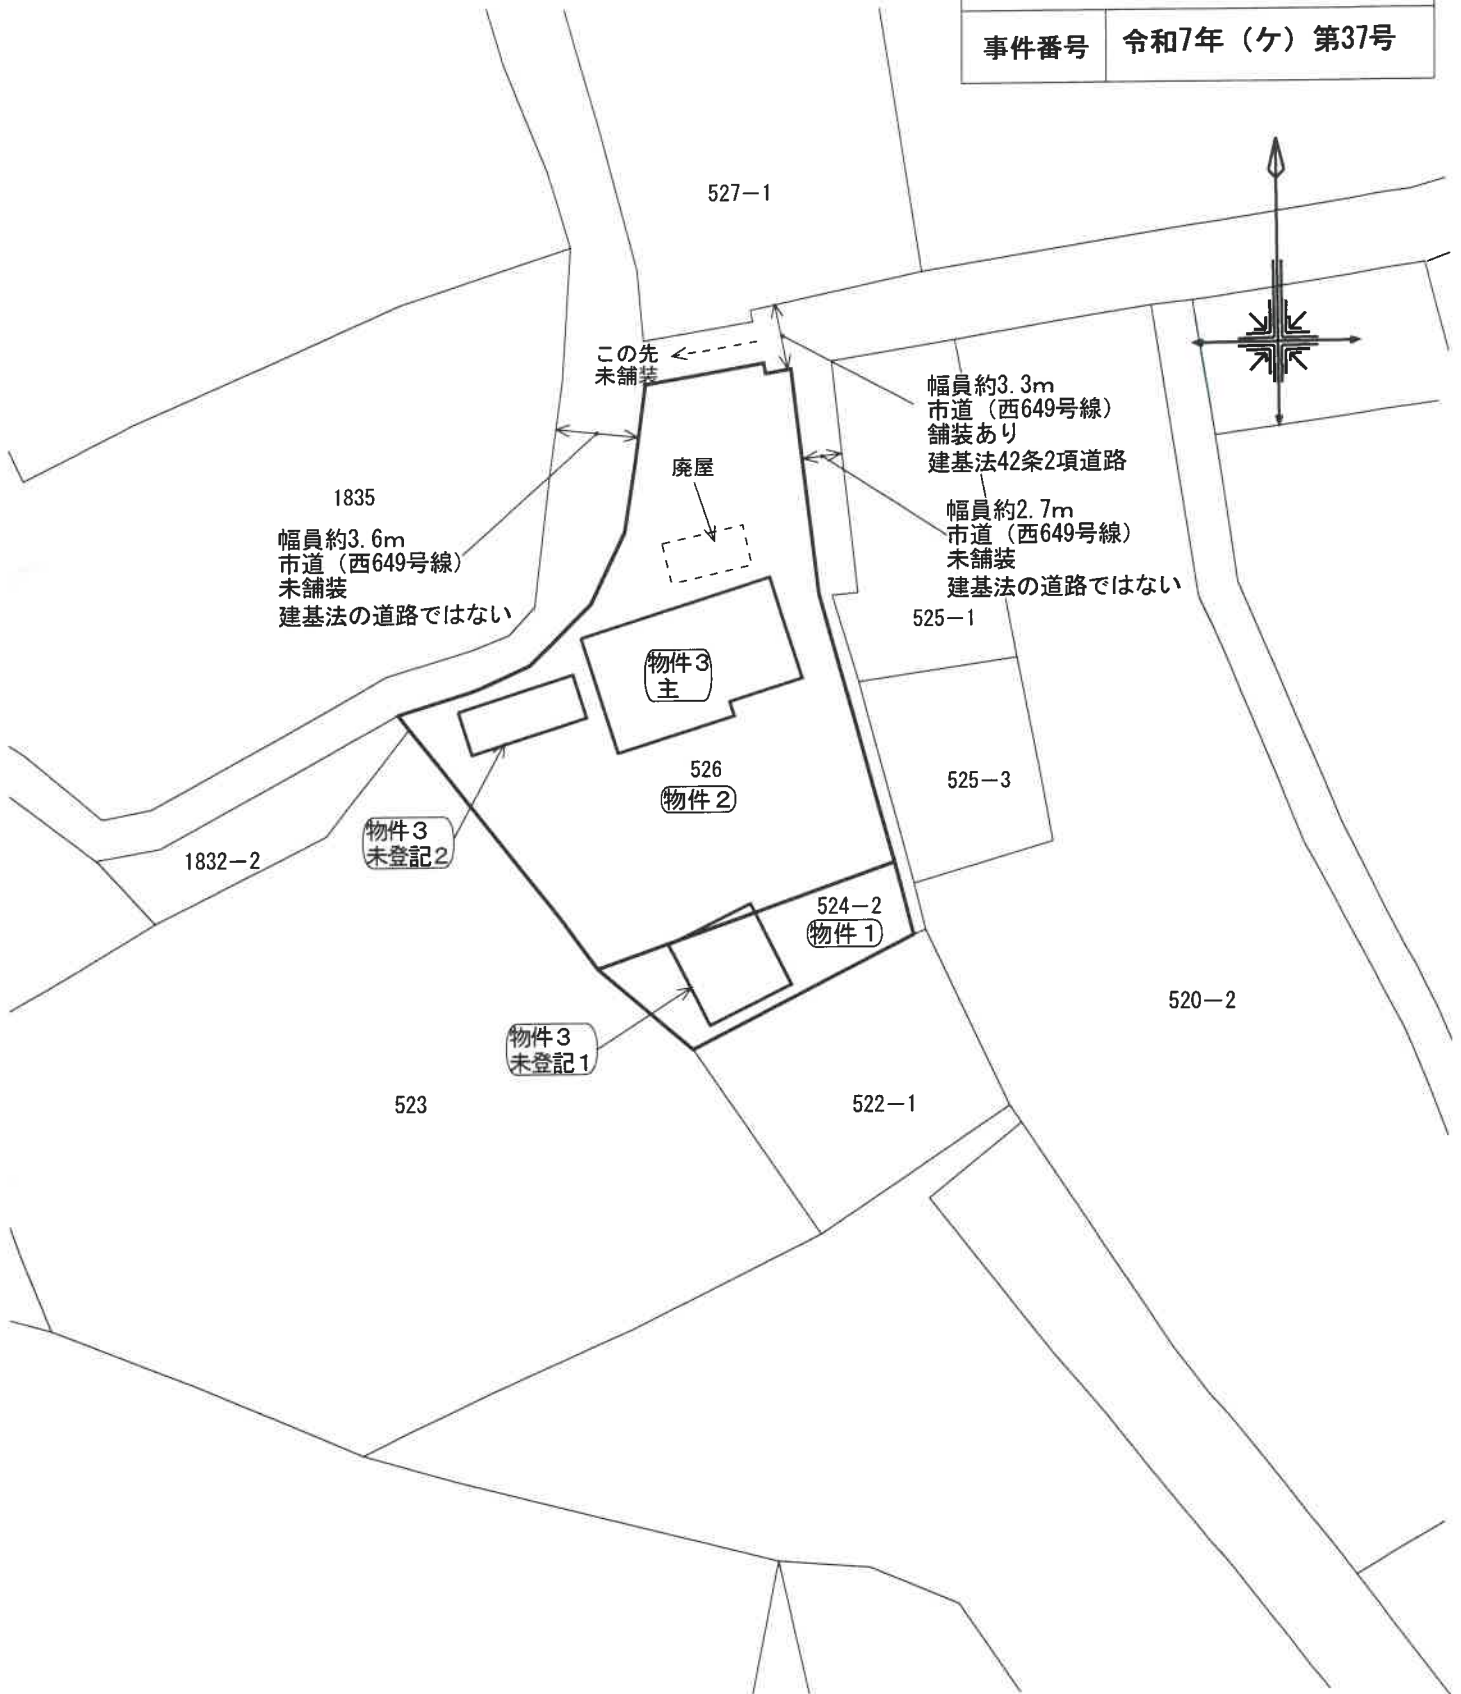 事件番号 令和7年（ケ）第37号
527－1
この先
未舗装
幅員約3.3m
市道（西649号線）
舗装あり
建基法42条2項道路
廃屋
1835
幅員約3.6m
市道（西649号線）
未舗装
建基法の道路ではない
幅員約2.7m
市道（西649号線）
未舗装
建基法の道路ではない
525－1
物件3
主
526
物件2
525－3
物件3
未登記2
1832－2
524－2
物件1
520－2
物件3
未登記1
523
522－1